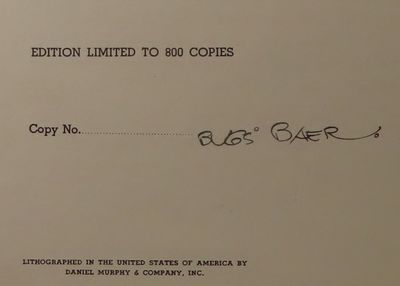 EDITION LIMITED TO 800 COPIES
Copy No................................ "BUGS" BAER.
LITHOGRAPHED IN THE UNITED STATES OF AMERICA BY
DANIEL MURPHY & COMPANY, INC.